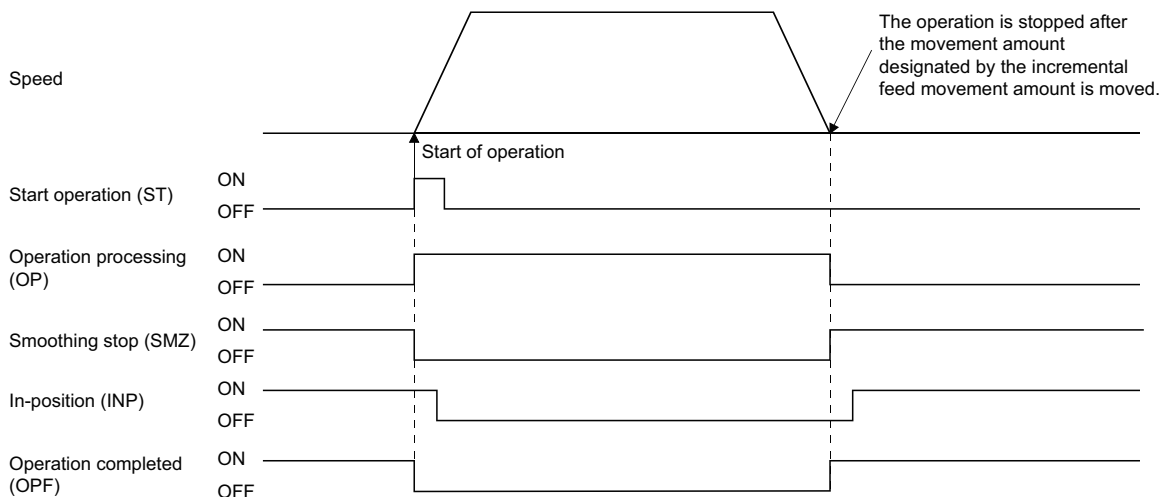 The operation is stopped after
the movement amount
designated by the incremental
feed movement amount is moved.
Speed
Start of operation
Start operation (ST)
ON
OFF
Operation processing
(OP)
ON
OFF
Smoothing stop (SMZ)
ON
OFF
In-position (INP)
ON
OFF
Operation completed
(OPF)
ON
OFF